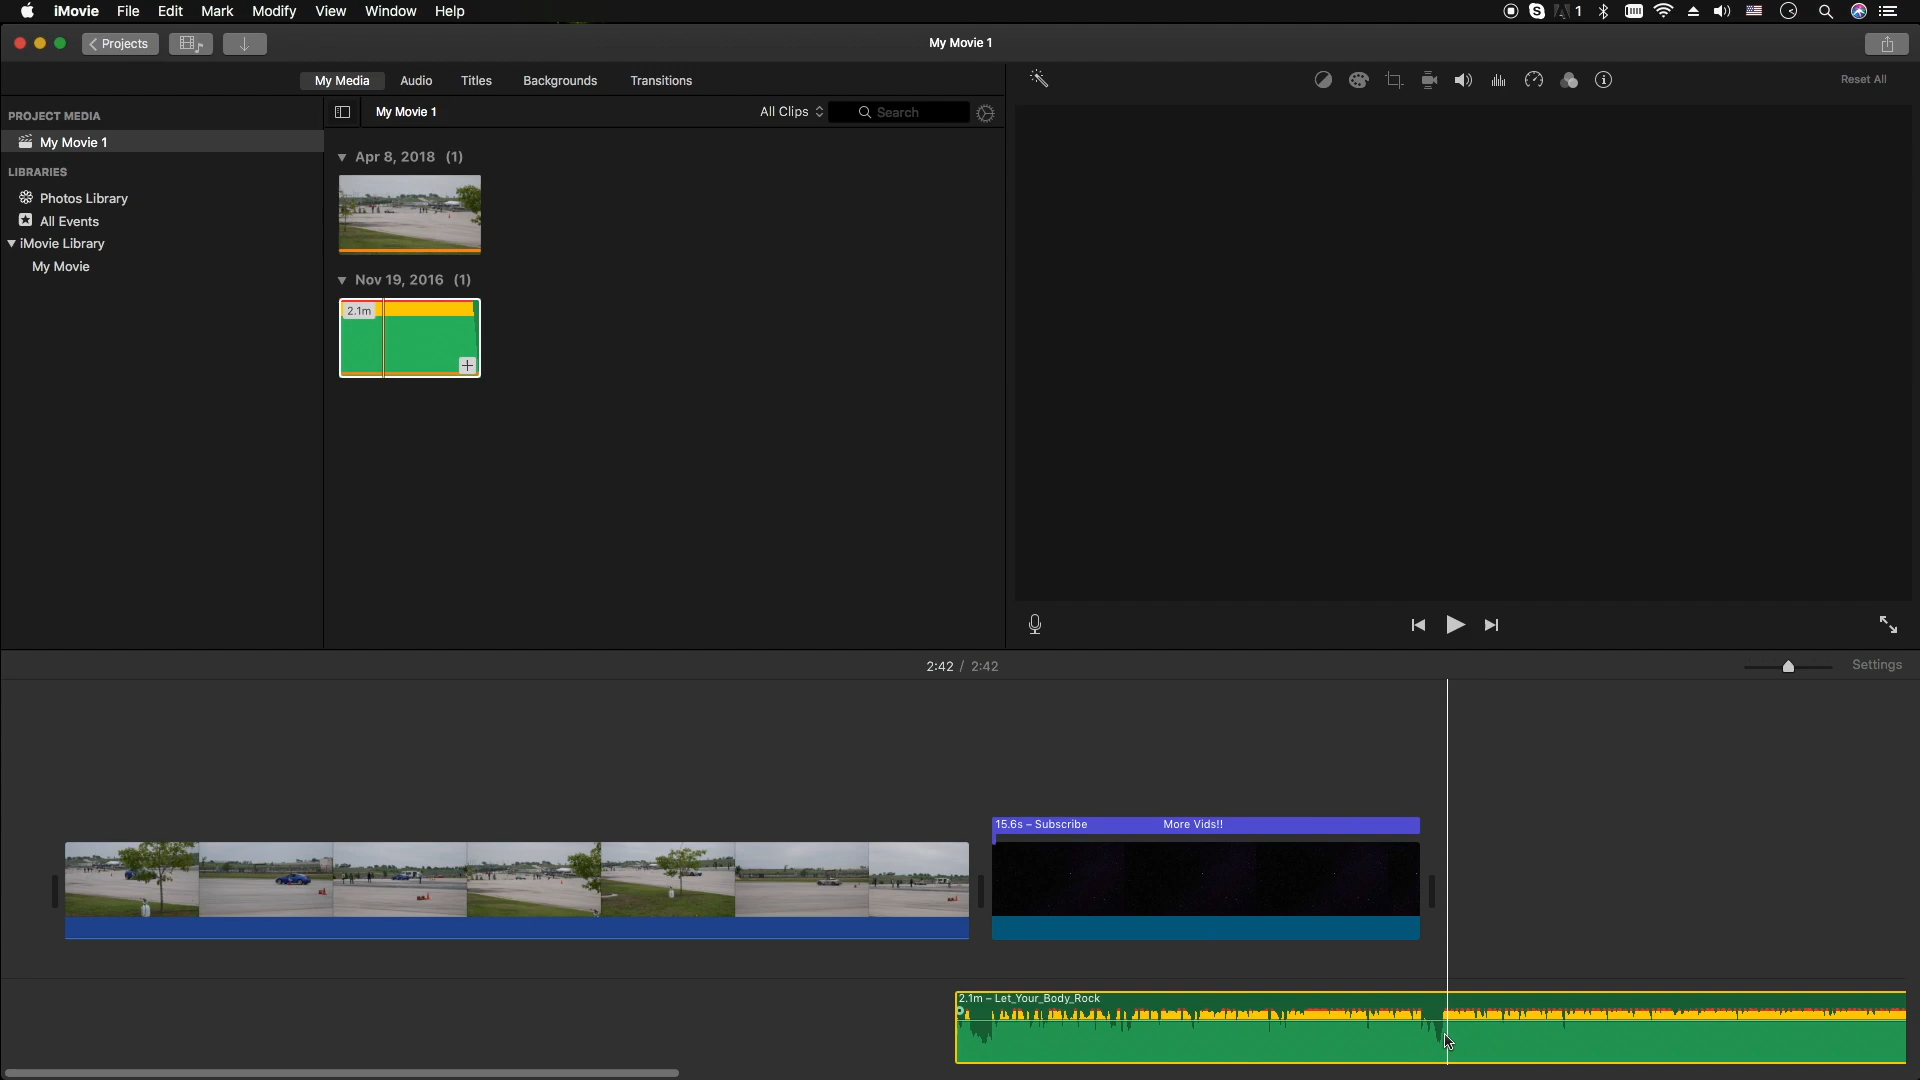 iMovie File Edit Mark Modify View Window Help 1
Projects My Movie 1
My Media Audio Titles Backgrounds Transitions Reset All
PROJECT MEDIA
My Movie 1
LIBRARIES
Photos Library
All Events
iMovie Library
My Movie
My Movie 1 All Clips Search
Apr 8, 2018 (1)
Nov 19, 2016 (1)
2.1m
2:42 / 2:42 Settings
15.6s – Subscribe More Vids!!
2.1m – Let_Your_Body_Rock